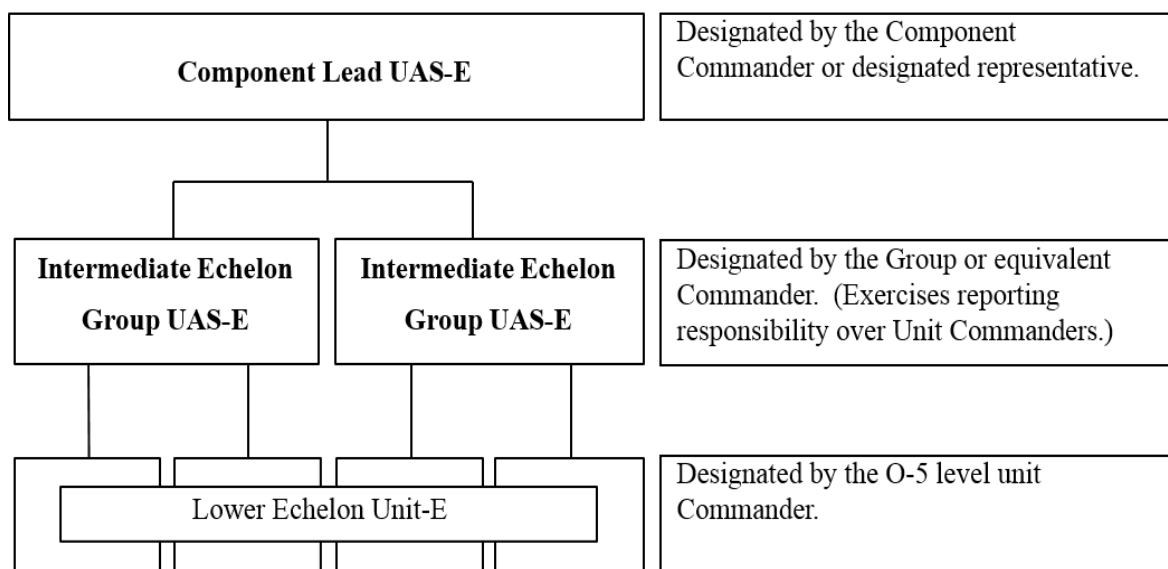 Component Lead UAS-E
Designated by the Component
Commander or designated representative.
Intermediate Echelon
Group UAS-E
Intermediate Echelon
Group UAS-E
Designated by the Group or equivalent
Commander.  (Exercises reporting
responsibility over Unit Commanders.)
Lower Echelon Unit-E
Designated by the O-5 level unit
Commander.